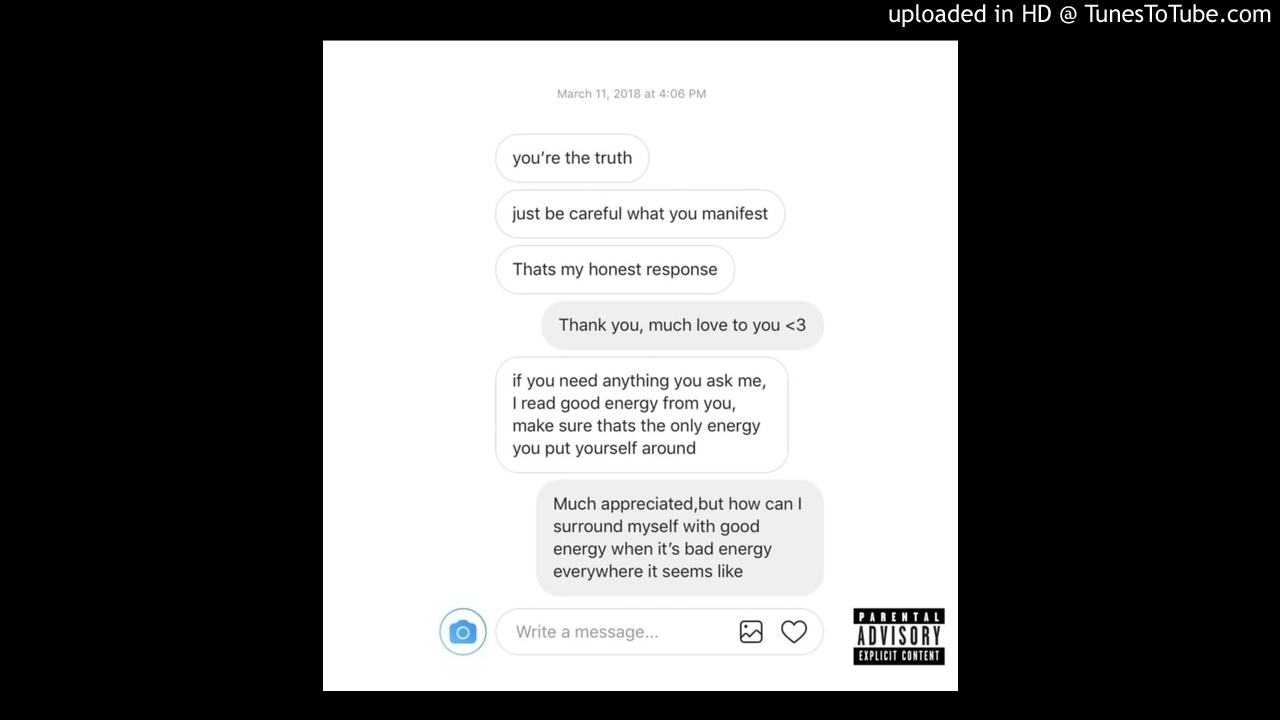 uploaded in HD @ TunesToTube.com
March 11, 2018 at 4:06 PM
you’re the truth
just be careful what you manifest
Thats my honest response
Thank you, much love to you <3
if you need anything you ask me,
I read good energy from you,
make sure thats the only energy
you put yourself around
Much appreciated,but how can I
surround myself with good
energy when it’s bad energy
everywhere it seems like
Write a message...
PARENTAL
ADVISORY
EXPLICIT CONTENT